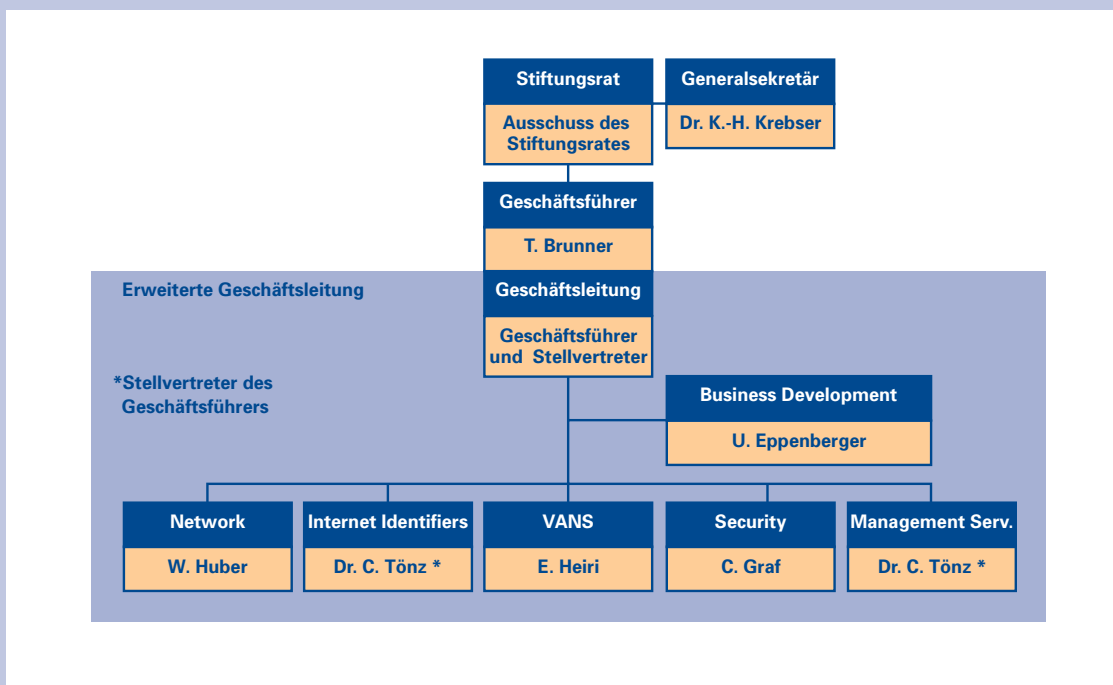 Stiftungsrat
Ausschuss des
Stiftungsrates
Generalsekretär
Dr. K.-H. Krebser
Geschäftsführer
T. Brunner
Erweiterte Geschäftsleitung
Geschäftsleitung
Geschäftsführer
und Stellvertreter
*Stellvertreter des
Geschäftsführers
Business Development
U. Eppenberger
Network
W. Huber
Internet Identifiers
Dr. C. Tönz *
VANS
E. Heiri
Security
C. Graf
Management Serv.
Dr. C. Tönz *